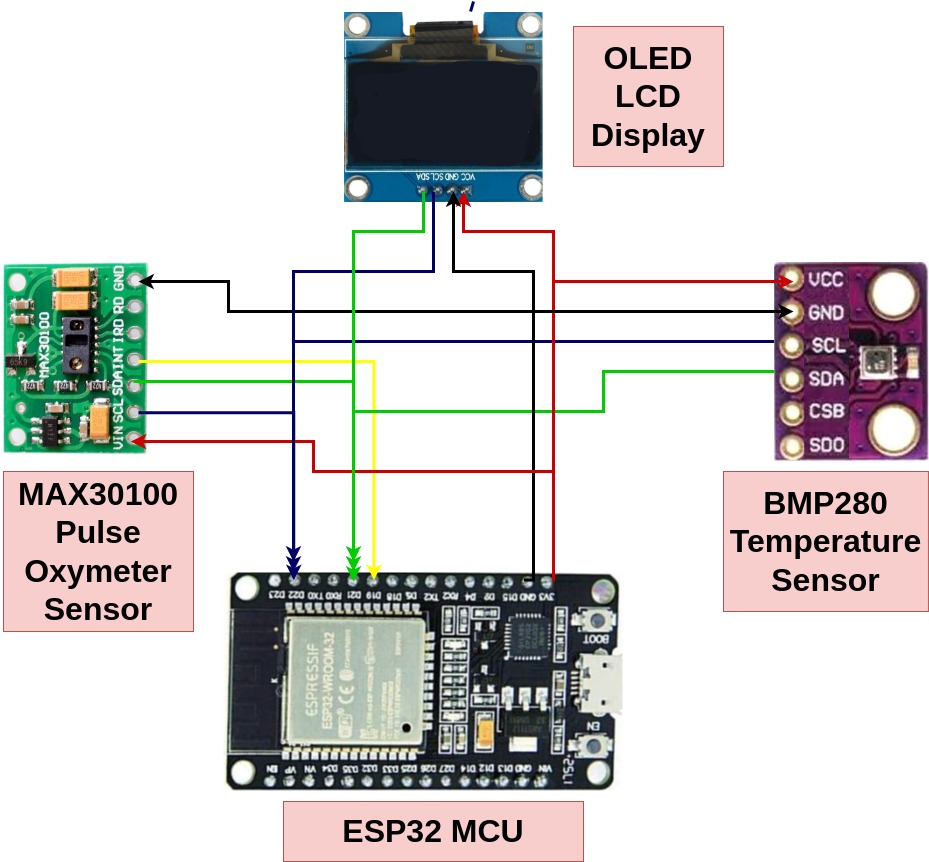 OLED
LCD
Display
VCC GND SCL SDA
GND
RD
IRD
INT
SDA
SCL
VIN
MAX30100
VCC
GND
SCL
SDA
CSB
SDO
MAX30100
Pulse
Oxymeter
Sensor
BMP280
Temperature
Sensor
D23 D22 TX0 RX0 D21 D19 D18 D5 TX2 RX2 D4 D2 D15 GND 3V3
BOOT
ESPRESSIF
ESP32-WROOM-32
CE
EN
EN VP VN D34 D35 D32 D33 D25 D26 D27 D14 D12 D13 GND VIN
ESP32 MCU